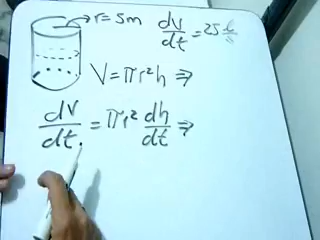 r=5m dV/dt=25 L/s
V=πr²h ⇒
dV/dt=πr² dh/dt ⇒